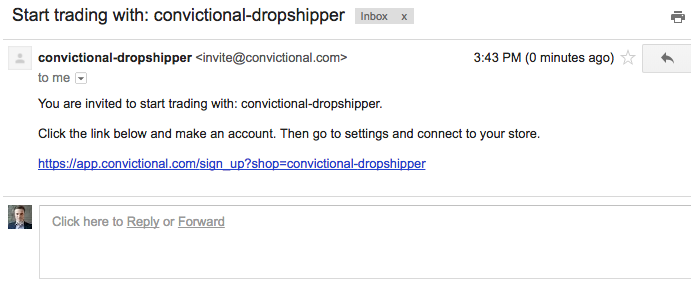 Start trading with: convictional-dropshipper Inbox x
convictional-dropshipper <invite@convictional.com> 3:43 PM (0 minutes ago)
to me
You are invited to start trading with: convictional-dropshipper.
Click the link below and make an account. Then go to settings and connect to your store.
https://app.convictional.com/sign_up?shop=convictional-dropshipper
Click here to Reply or Forward